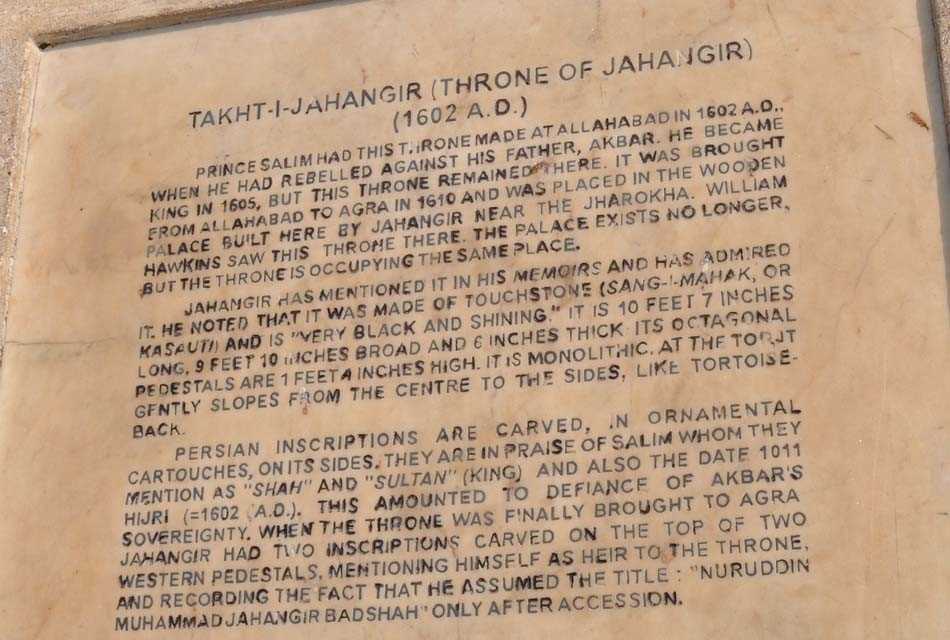 TAKHT-I-JAHANGIR (THRONE OF JAHANGIR)
(1602 A.D.)
PRINCE SALIM HAD THIS THRONE MADE AT ALLAHABAD IN 1602 A.D.,
WHEN HE HAD REBELLED AGAINST HIS FATHER, AKBAR. HE BECAME
KING IN 1605, BUT THIS THRONE REMAINED THERE. IT WAS BROUGHT
FROM ALLAHABAD TO AGRA IN 1610 AND WAS PLACED IN THE WOODEN
PALACE BUILT HERE BY JAHANGIR NEAR THE JHAROKHA. WILLIAM
HAWKINS SAW THIS THRONE THERE. THE PALACE EXISTS NO LONGER,
BUT THE THRONE IS OCCUPYING THE SAME PLACE.
JAHANGIR HAS MENTIONED IT IN HIS MEMOIRS AND HAS ADMIRED
IT. HE NOTED THAT IT WAS MADE OF TOUCHSTONE (SANG-I-MAHAK, OR
KASAUTI) AND IS "VERY BLACK AND SHINING." IT IS 10 FEET 7 INCHES
LONG, 9 FEET 10 INCHES BROAD AND 6 INCHES THICK. ITS OCTAGONAL
PEDESTALS ARE 1 FEET 4 INCHES HIGH. IT IS MONOLITHIC. AT THE TOP, IT
GENTLY SLOPES FROM THE CENTRE TO THE SIDES, LIKE TORTOISE-
BACK.
PERSIAN INSCRIPTIONS ARE CARVED, IN ORNAMENTAL
CARTOUCHES, ON ITS SIDES. THEY ARE IN PRAISE OF SALIM WHOM THEY
MENTION AS "SHAH" AND "SULTAN" (KING) AND ALSO THE DATE 1011
HIJRI (=1602 A.D.). THIS AMOUNTED TO DEFIANCE OF AKBAR'S
SOVEREIGNTY. WHEN THE THRONE WAS FINALLY BROUGHT TO AGRA
JAHANGIR HAD TWO INSCRIPTIONS CARVED ON THE TOP OF TWO
WESTERN PEDESTALS, MENTIONING HIMSELF AS HEIR TO THE THRONE,
AND RECORDING THE FACT THAT HE ASSUMED THE TITLE : "NURUDDIN
MUHAMMAD JAHANGIR BADSHAH" ONLY AFTER ACCESSION.